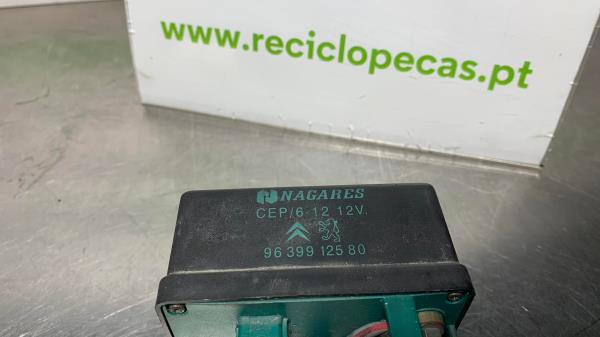 www.reciclopecas.pt
NAGARES
CEP/6-12 12V.
96 399 125 80